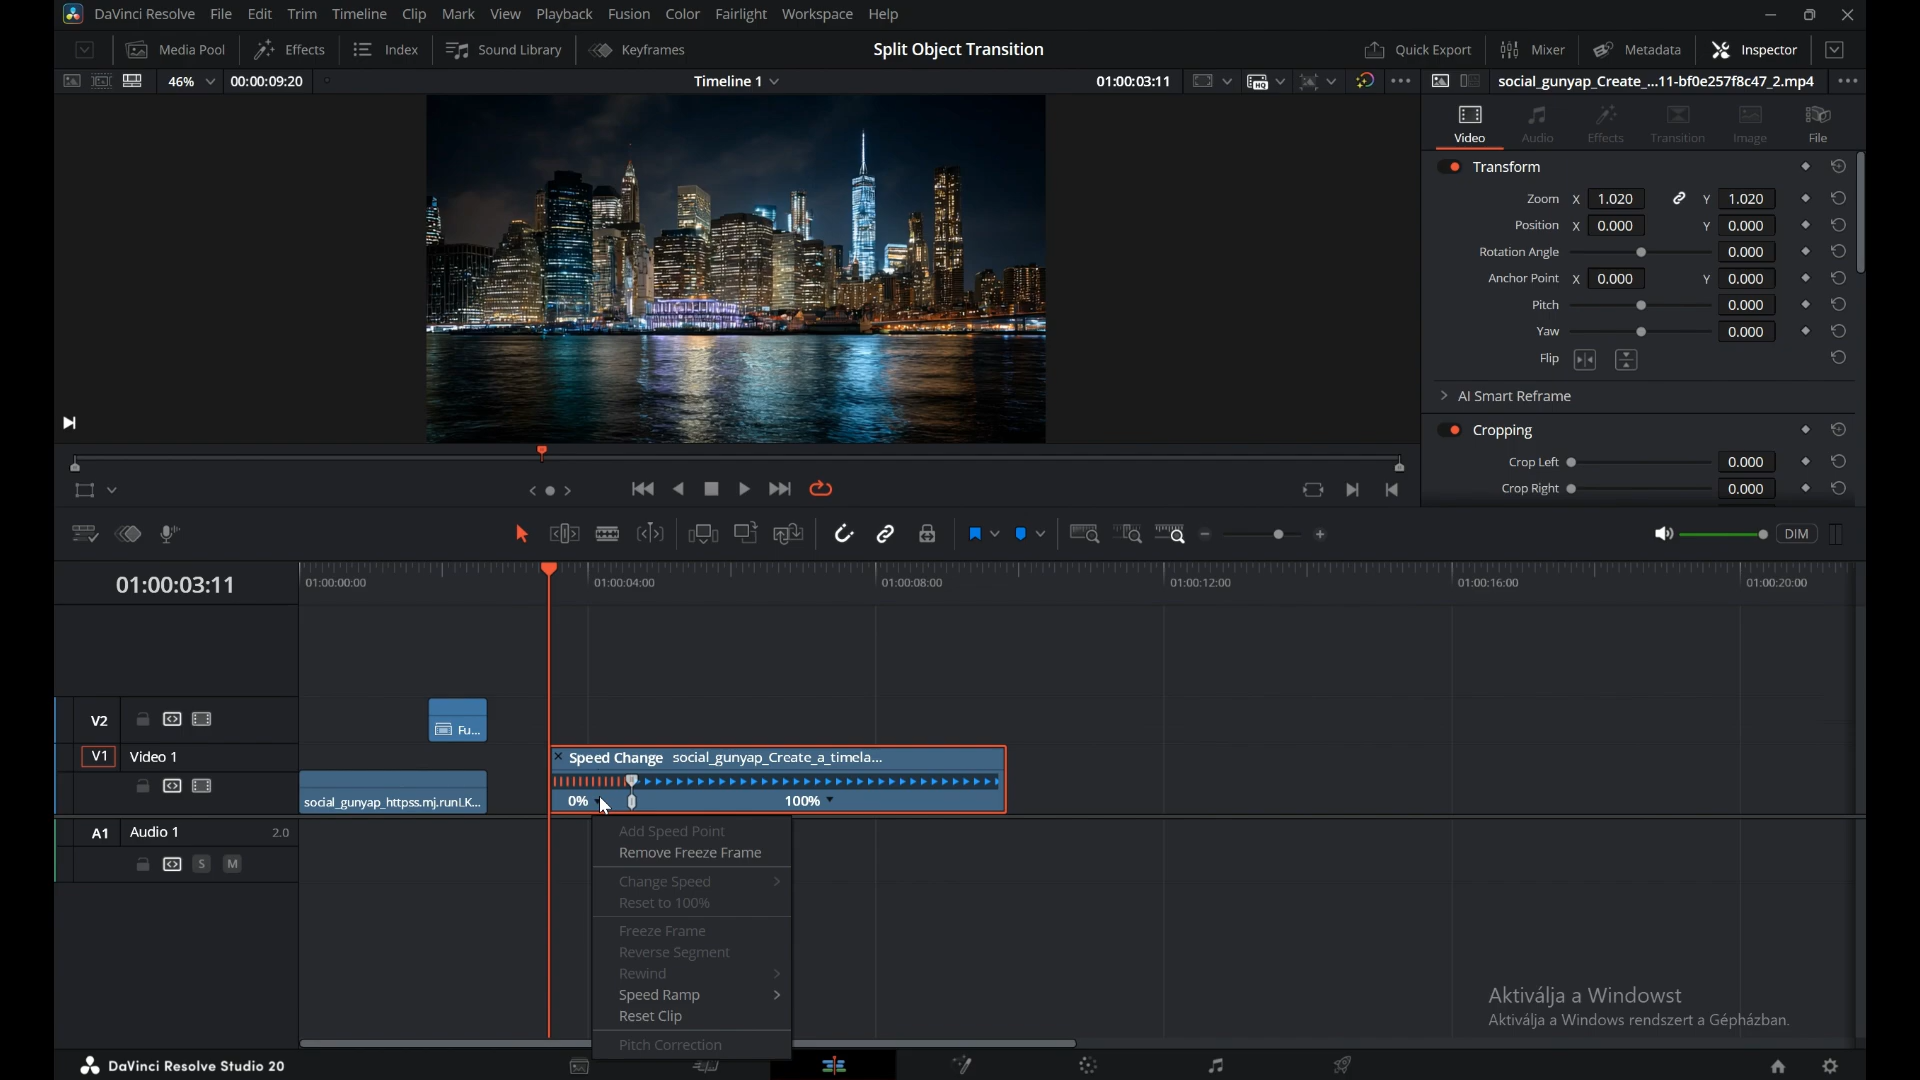 DaVinci Resolve File Edit Trim Timeline Clip Mark View Playback Fusion Color Fairlight Workspace Help
Media Pool Effects Index Sound Library Keyframes Split Object Transition Quick Export Mixer Metadata Inspector
46% 00:00:09:20 Timeline 1 01:00:03:11 HQ social_gunyap_Create_...11-bf0e257f8c47_2.mp4
Video Audio Effects Transition Image File
Transform
Zoom X 1.020 Y 1.020
Position X 0.000 Y 0.000
Rotation Angle 0.000
Anchor Point X 0.000 Y 0.000
Pitch 0.000
Yaw 0.000
Flip
AI Smart Reframe
Cropping
Crop Left 0.000
Crop Right 0.000
DIM
01:00:03:11 01:00:00:00 01:00:04:00 01:00:08:00 01:00:12:00 01:00:16:00 01:00:20:00
V2 Fu...
V1 Video 1 Speed Change social_gunyap_Create_a_timela...
social_gunyap_httpss.mj.runLK... 0% 100%
A1 Audio 1 2.0
S M
Add Speed Point
Remove Freeze Frame
Change Speed
Reset to 100%
Freeze Frame
Reverse Segment
Rewind
Speed Ramp
Reset Clip
Pitch Correction
Aktiválja a Windowst
Aktiválja a Windows rendszert a Gépházban.
DaVinci Resolve Studio 20